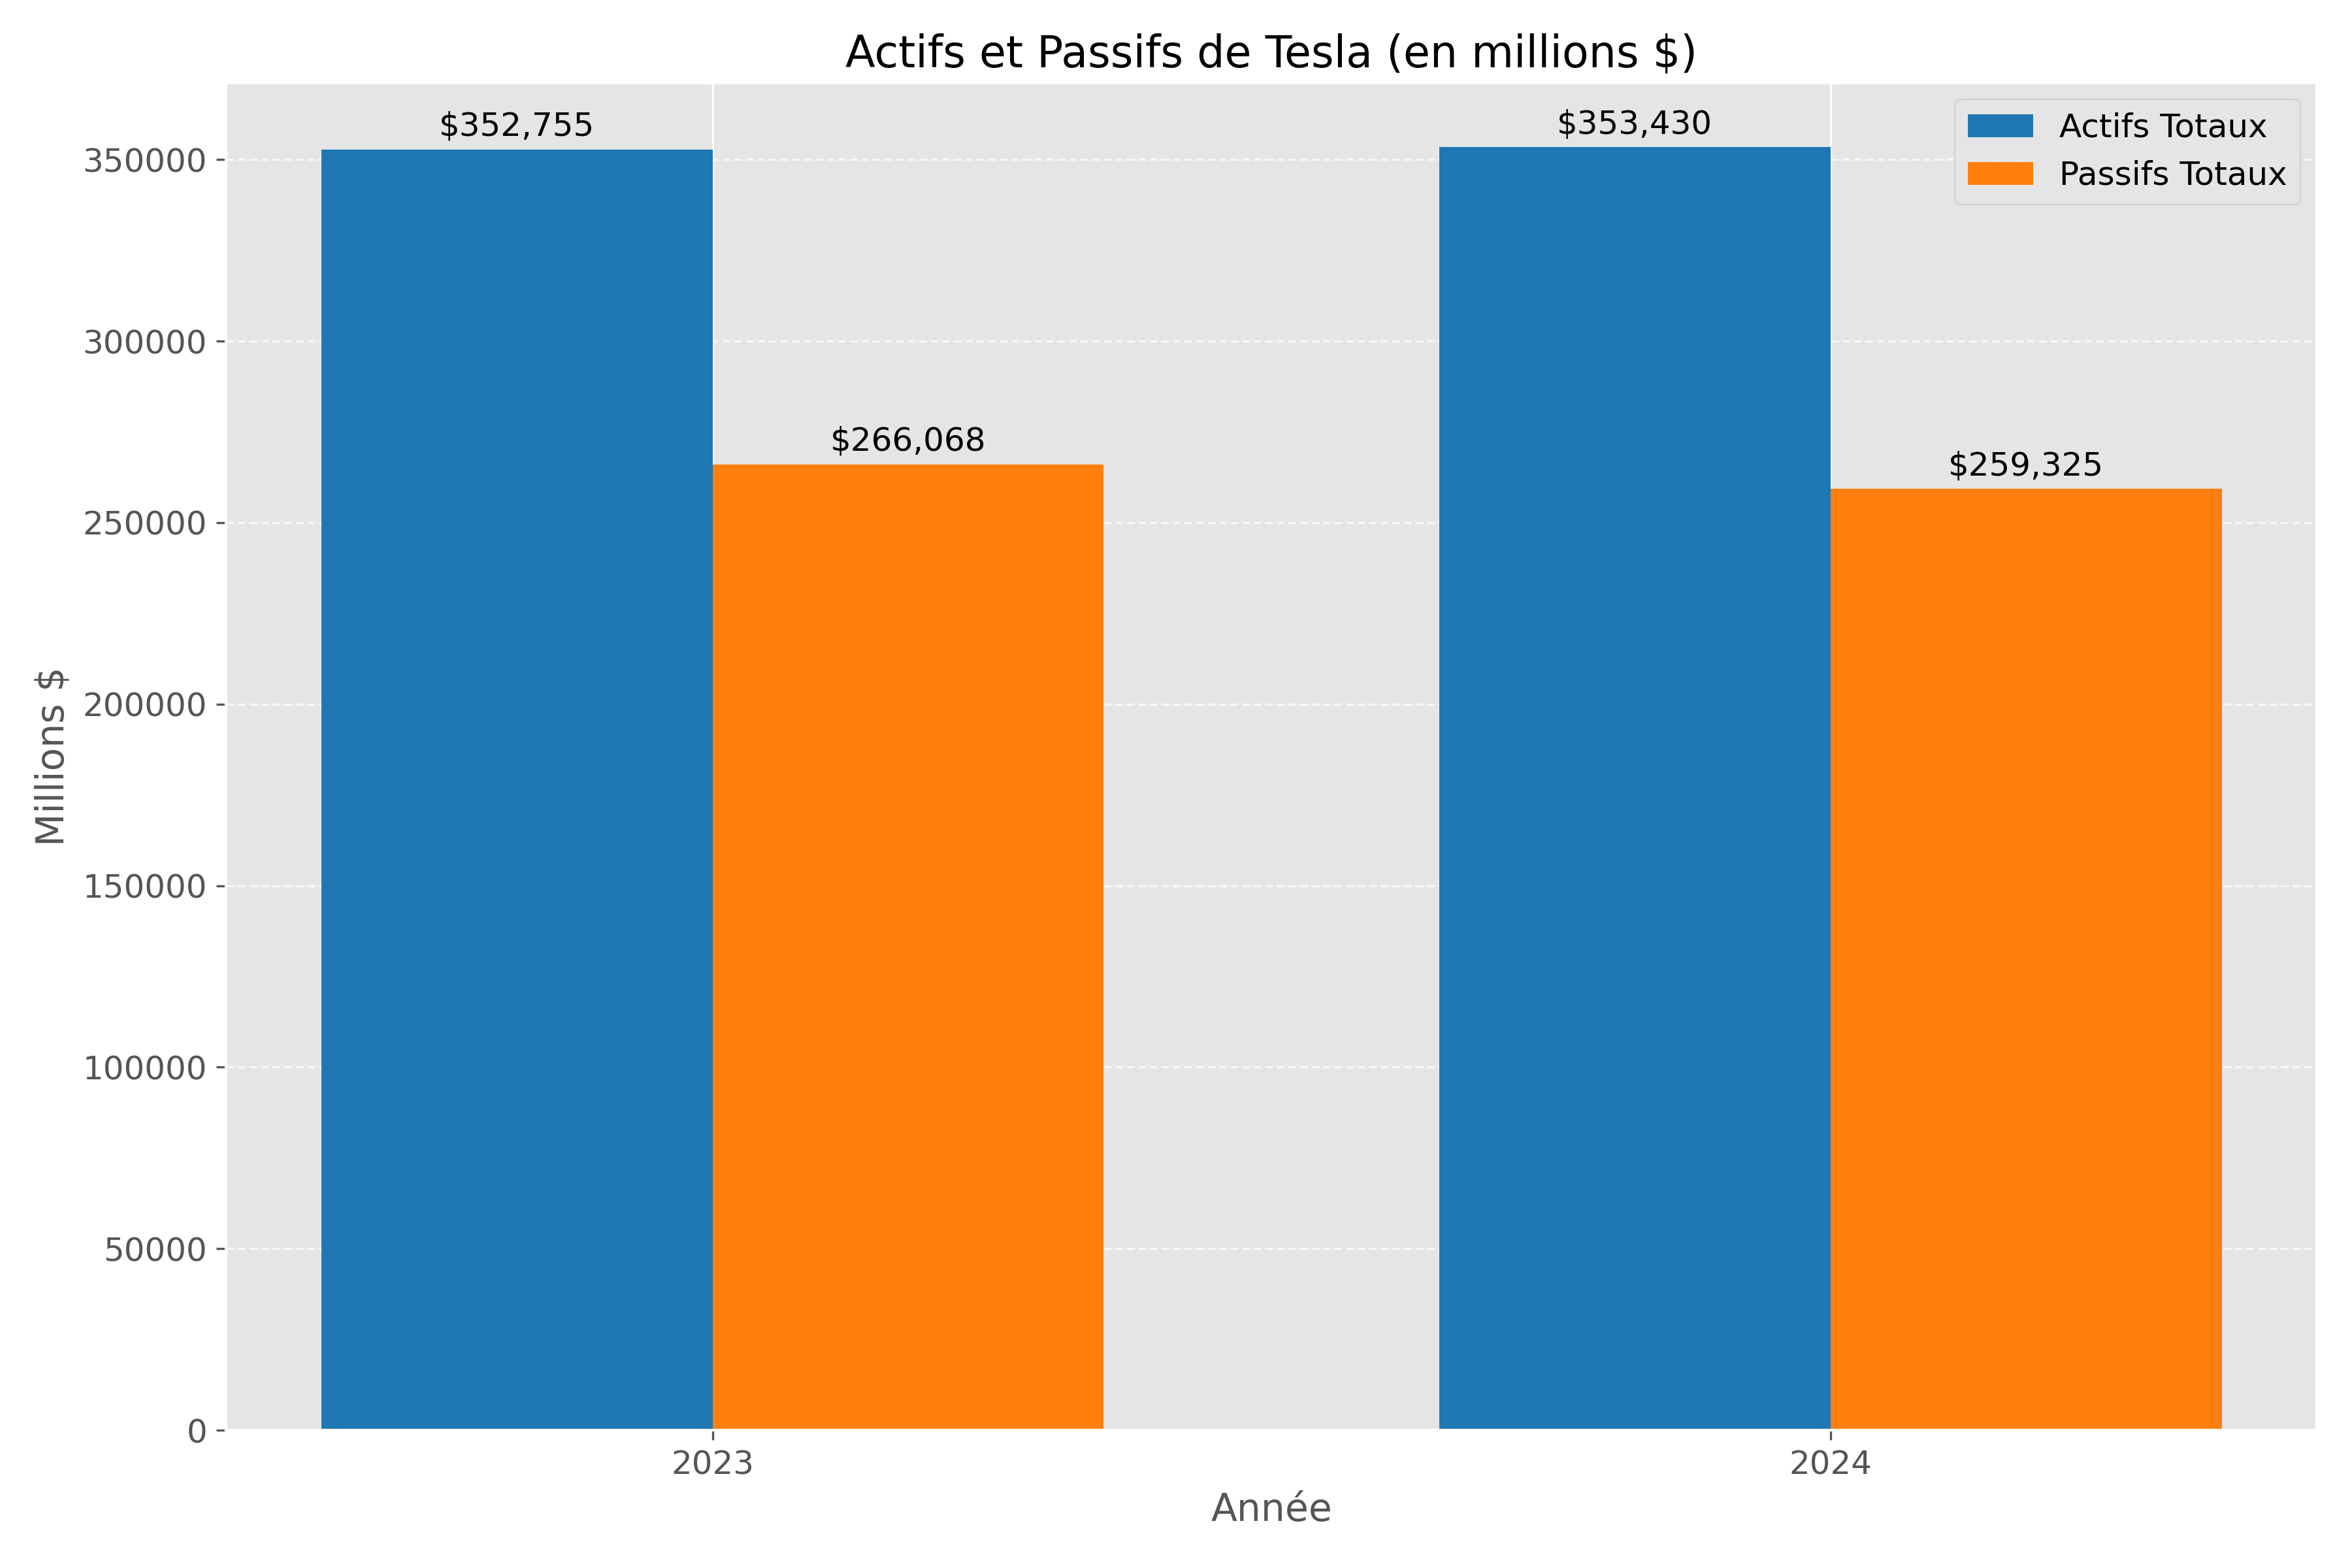 Actifs et Passifs de Tesla (en millions $)
$352,755
$353,430
Actifs Totaux
Passifs Totaux
$266,068
$259,325
350000
300000
250000
200000
150000
100000
50000
0
Millions $
2023
2024
Année